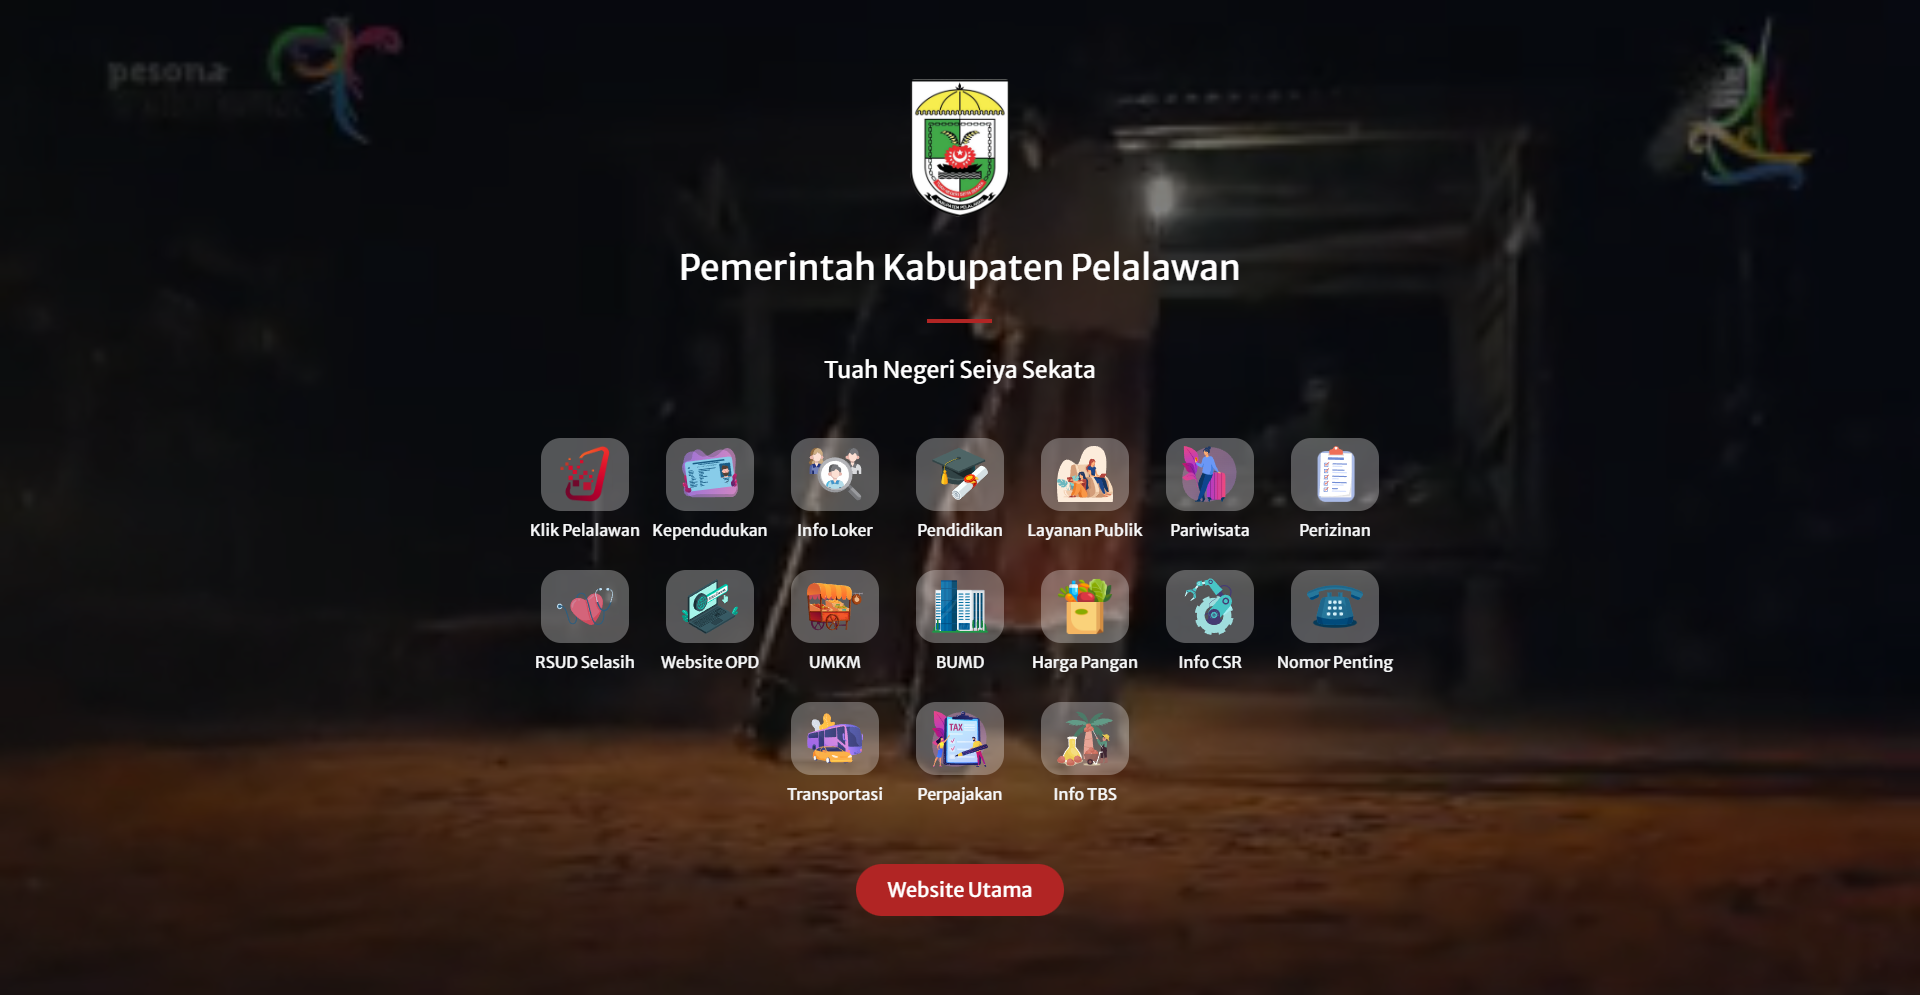 pesona
Pemerintah Kabupaten Pelalawan
Tuah Negeri Seiya Sekata
Klik Pelalawan
Kependudukan
Info Loker
Pendidikan
Layanan Publik
Pariwisata
Perizinan
RSUD Selasih
Website OPD
UMKM
BUMD
Harga Pangan
Info CSR
Nomor Penting
TAX
Transportasi
Perpajakan
Info TBS
Website Utama